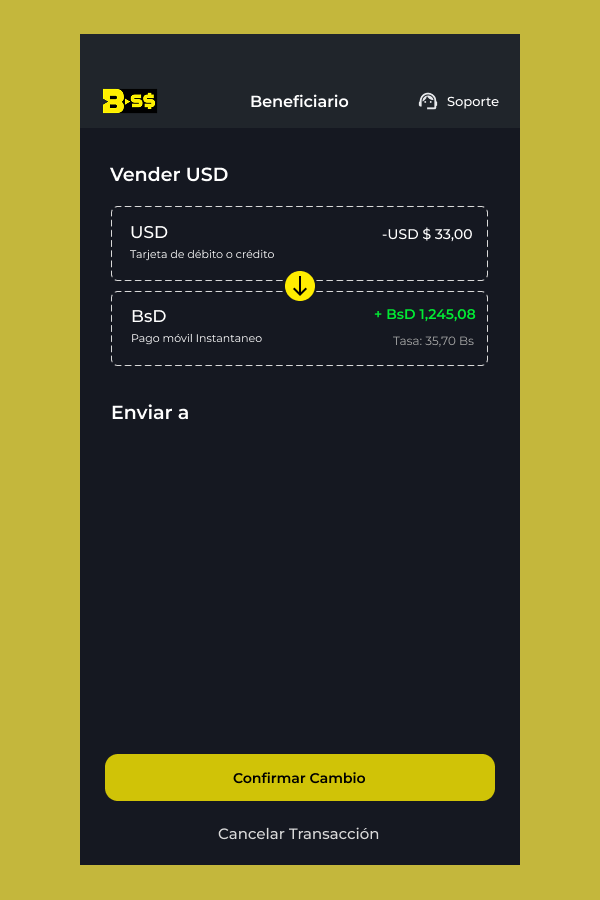 B-S$
Beneficiario
Soporte
Vender USD
USD
-USD $ 33,00
Tarjeta de débito o crédito
BsD
+ BsD 1,245,08
Pago móvil Instantaneo
Tasa: 35,70 Bs
Enviar a
Confirmar Cambio
Cancelar Transacción